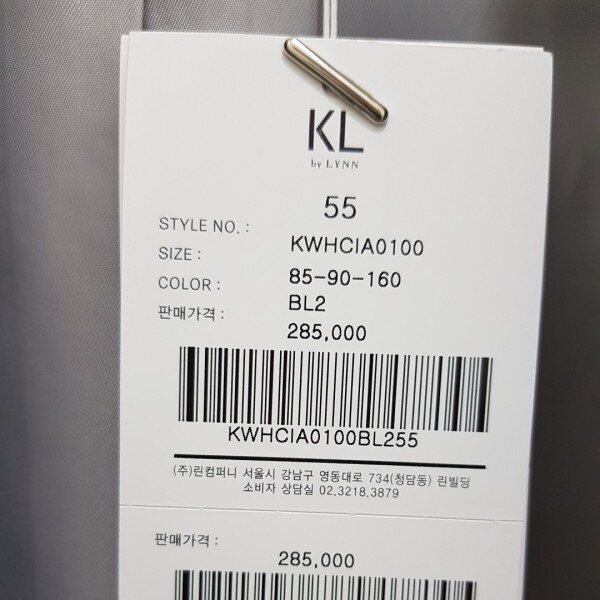 KL
by LYNN
55
STYLE NO. : KWHCIA0100
SIZE : 85-90-160
COLOR : BL2
판매가격 : 285,000
KWHCIA0100BL255
(주)린컴퍼니 서울시 강남구 영동대로 734(청담동) 린빌딩
소비자 상담실 02.3218.3879
판매가격 :
285,000